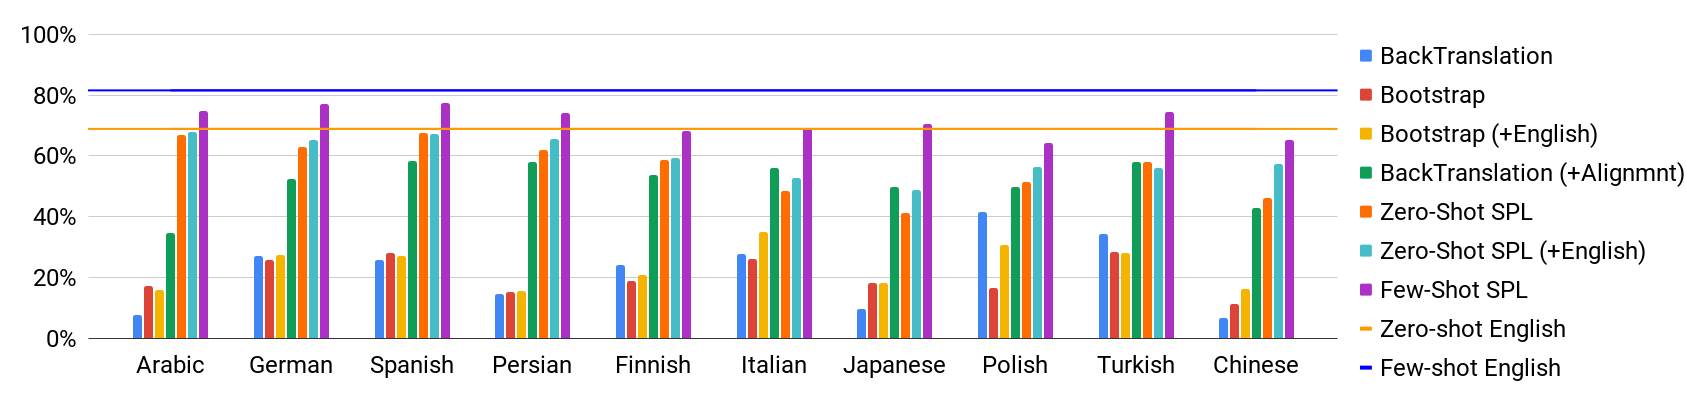 100%
80%
60%
40%
20%
0%
Arabic German Spanish Persian Finnish Italian Japanese Polish Turkish Chinese
BackTranslation
Bootstrap
Bootstrap (+English)
BackTranslation (+Alignmnt)
Zero-Shot SPL
Zero-Shot SPL (+English)
Few-Shot SPL
Zero-shot English
Few-shot English